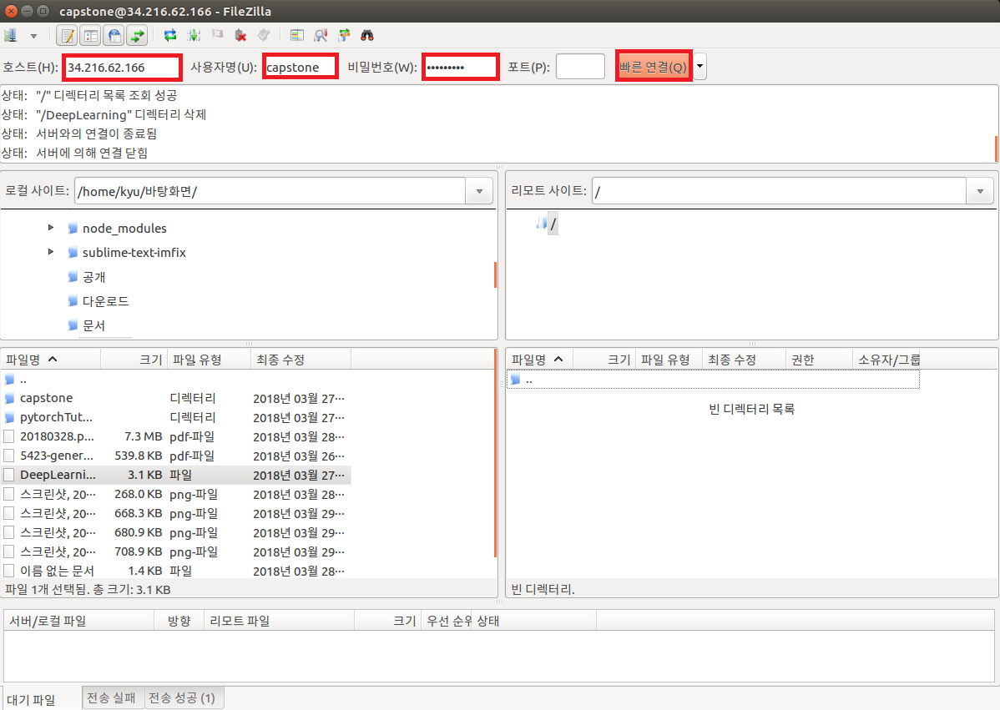 capstone@34.216.62.166 - FileZilla
호스트(H): 34.216.62.166 사용자명(U): capstone 비밀번호(W): ••••••••• 포트(P): 빠른 연결(Q)
상태: "/" 디렉터리 목록 조회 성공
상태: "/DeepLearning" 디렉터리 삭제
상태: 서버와의 연결이 종료됨
상태: 서버에 의해 연결 닫힘
로컬 사이트: /home/kyu/바탕화면/
node_modules
sublime-text-imfix
공개
다운로드
문서
리모트 사이트: /
/
파일명 크기 파일 유형 최종 수정
..
capstone 디렉터리 2018년 03월 27…
pytorchTut... 디렉터리 2018년 03월 27…
20180328.p... 7.3 MB pdf-파일 2018년 03월 28…
5423-gener... 539.8 KB pdf-파일 2018년 03월 26…
DeepLearni... 3.1 KB 파일 2018년 03월 27…
스크린샷, 20… 268.0 KB png-파일 2018년 03월 28…
스크린샷, 20… 668.3 KB png-파일 2018년 03월 29…
스크린샷, 20… 680.9 KB png-파일 2018년 03월 29…
스크린샷, 20… 708.9 KB png-파일 2018년 03월 29…
이름 없는 문서 1.4 KB 파일 2018년 03월 28…
파일 1개 선택됨. 총 크기: 3.1 KB
파일명 크기 파일 유형 최종 수정 권한 소유자/그룹
..
빈 디렉터리 목록
빈 디렉터리.
서버/로컬 파일 방향 리모트 파일 크기 우선 순위 상태
대기 파일 전송 실패 전송 성공 (1)